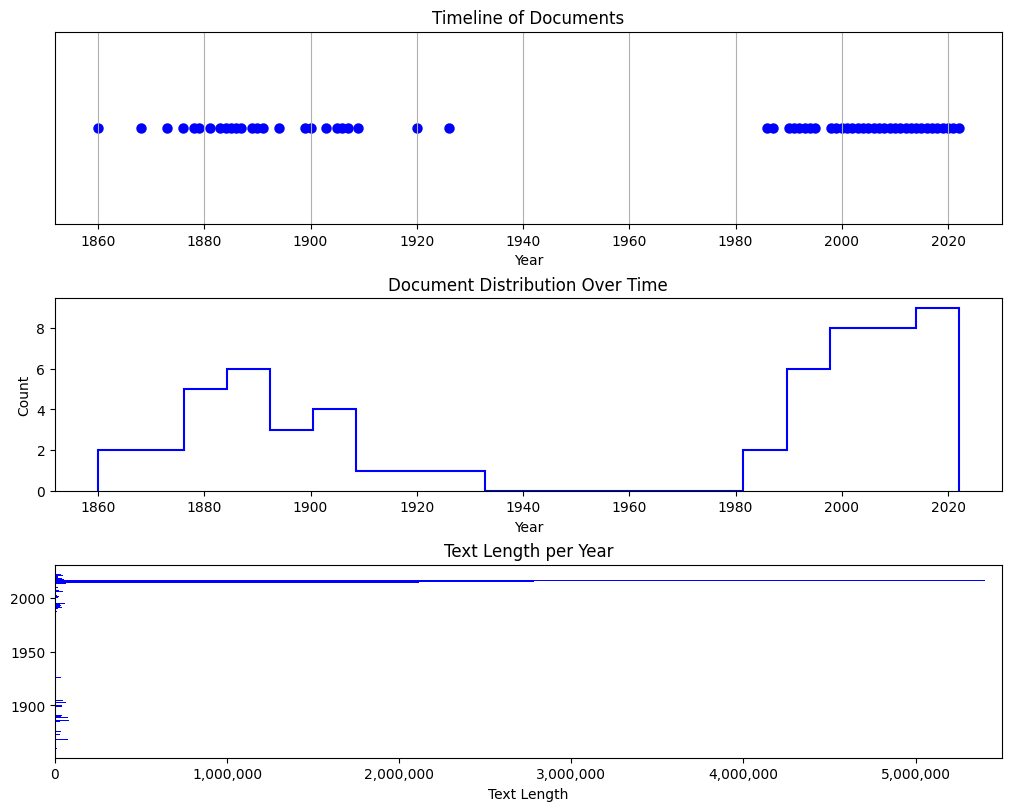 Timeline of Documents
1860 1880 1900 1920 1940 1960 1980 2000 2020
Year
Document Distribution Over Time
8
6
4
2
0
Count
1860 1880 1900 1920 1940 1960 1980 2000 2020
Year
Text Length per Year
2000
1950
1900
0 1,000,000 2,000,000 3,000,000 4,000,000 5,000,000
Text Length